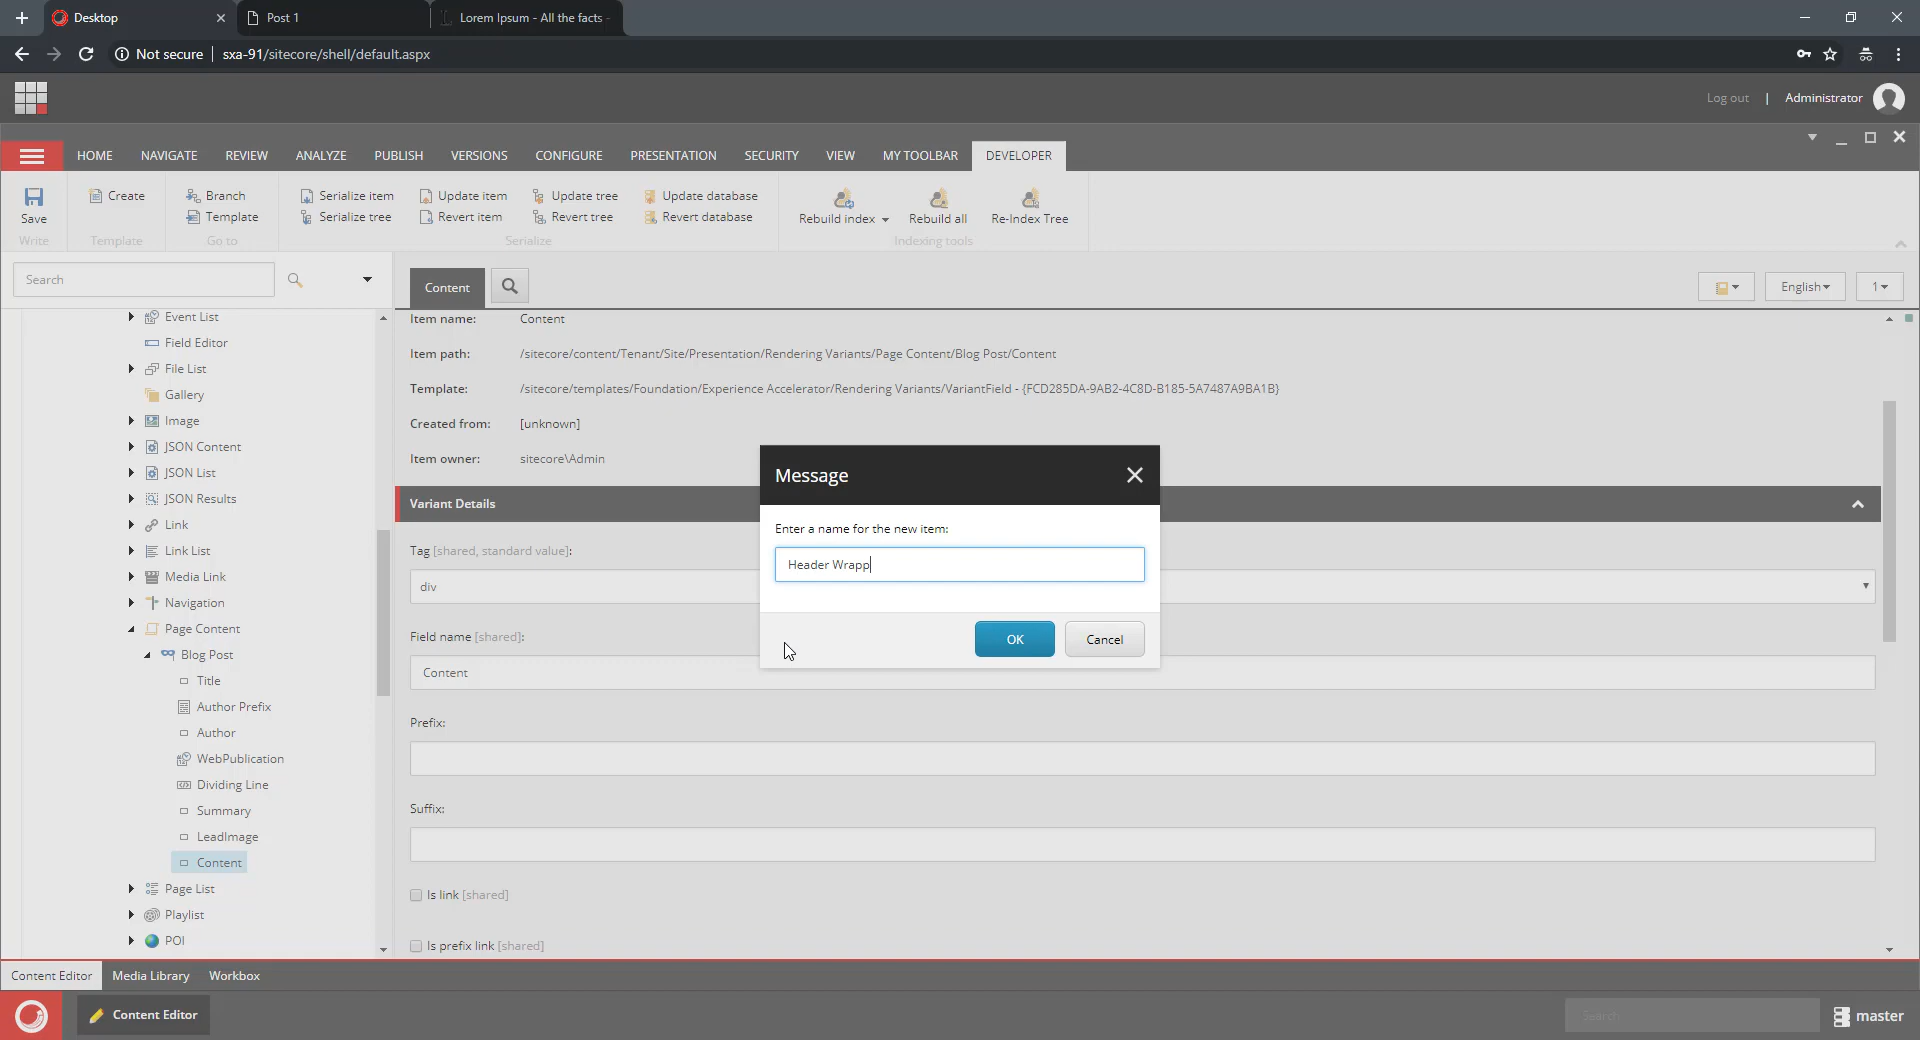 Desktop
Post 1
Lorem Ipsum - All the facts -
Not secure
sxa-91/sitecore/shell/default.aspx
Log out | Administrator
HOME NAVIGATE REVIEW ANALYZE PUBLISH VERSIONS CONFIGURE PRESENTATION SECURITY VIEW MY TOOLBAR DEVELOPER
Save
Write
Create
Template
Branch
Template
Go to
Serialize item
Serialize tree
Update item
Revert item
Update tree
Revert tree
Update database
Revert database
Serialize
Rebuild index
Rebuild all
Re-Index Tree
Indexing tools
Search
Content
English
1
Event List
Field Editor
File List
Gallery
Image
JSON Content
JSON List
JSON Results
Link
Link List
Media Link
Navigation
Page Content
Blog Post
Title
Author Prefix
Author
WebPublication
Dividing Line
Summary
LeadImage
Content
Page List
Playlist
POI
Item name: Content
Item path: /sitecore/content/Tenant/Site/Presentation/Rendering Variants/Page Content/Blog Post/Content
Template: /sitecore/templates/Foundation/Experience Accelerator/Rendering Variants/VariantField - {FCD285DA-9AB2-4C8D-B185-5A7487A9BA1B}
Created from: [unknown]
Item owner: sitecore\Admin
Variant Details
Tag [shared, standard value]:
div
Field name [shared]:
Content
Prefix:
Suffix:
Is link [shared]
Is prefix link [shared]
Message
Enter a name for the new item:
Header Wrapp
OK
Cancel
Content Editor Media Library Workbox
Content Editor
Search
master